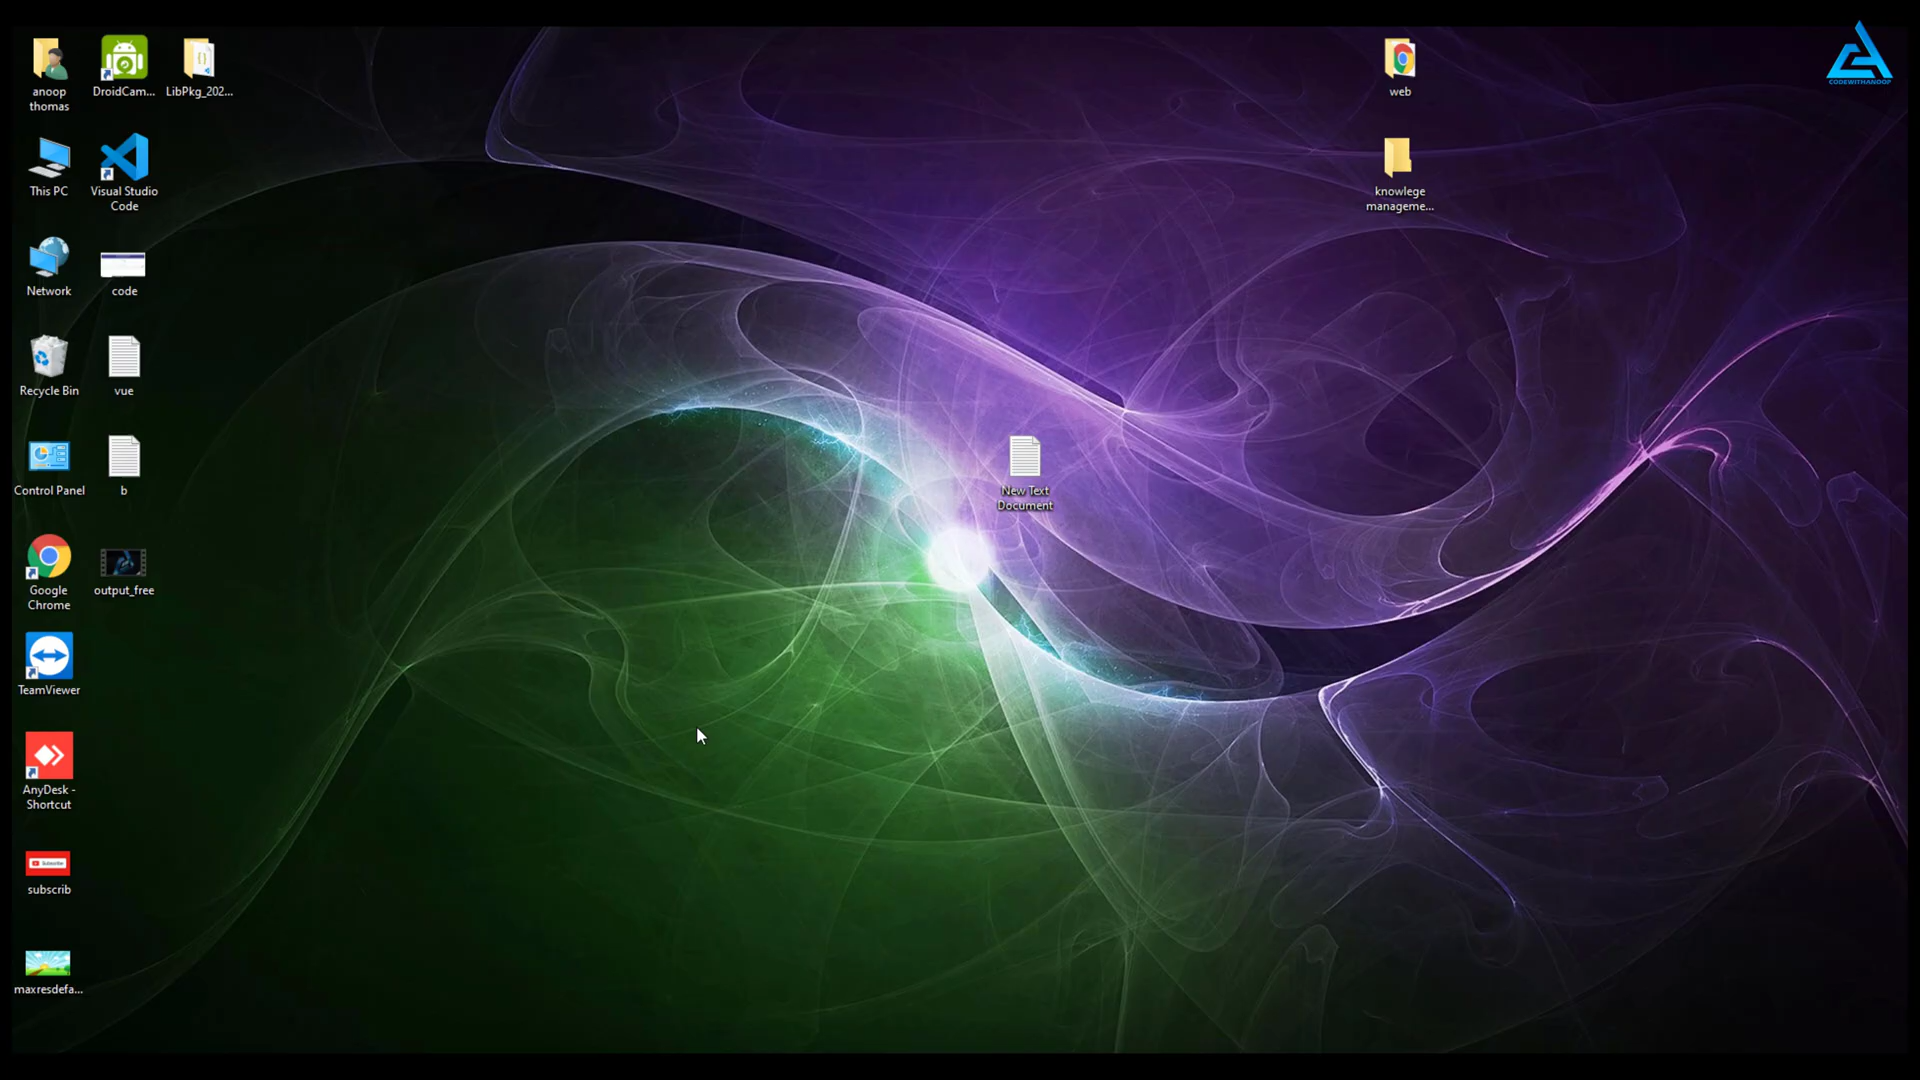 anoop
thomas
DroidCam...
LibPkg_202...
This PC
Visual Studio
Code
Network
code
Recycle Bin
vue
Control Panel
b
Google
Chrome
output_free
TeamViewer
AnyDesk -
Shortcut
Subscribe
subscrib
maxresdefa...
New Text
Document
web
knowlege
manageme...
CODEWITHANOOP